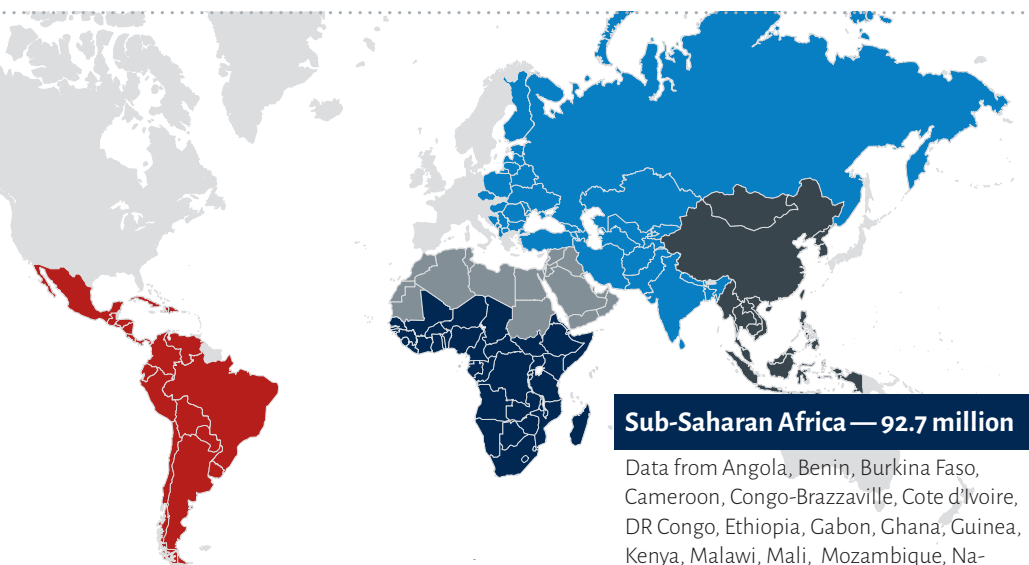 Sub-Saharan Africa — 92.7 million
Data from Angola, Benin, Burkina Faso,
Cameroon, Congo-Brazzaville, Cote d’Ivoire,
DR Congo, Ethiopia, Gabon, Ghana, Guinea,
Kenya, Malawi, Mali, Mozambique, Na-